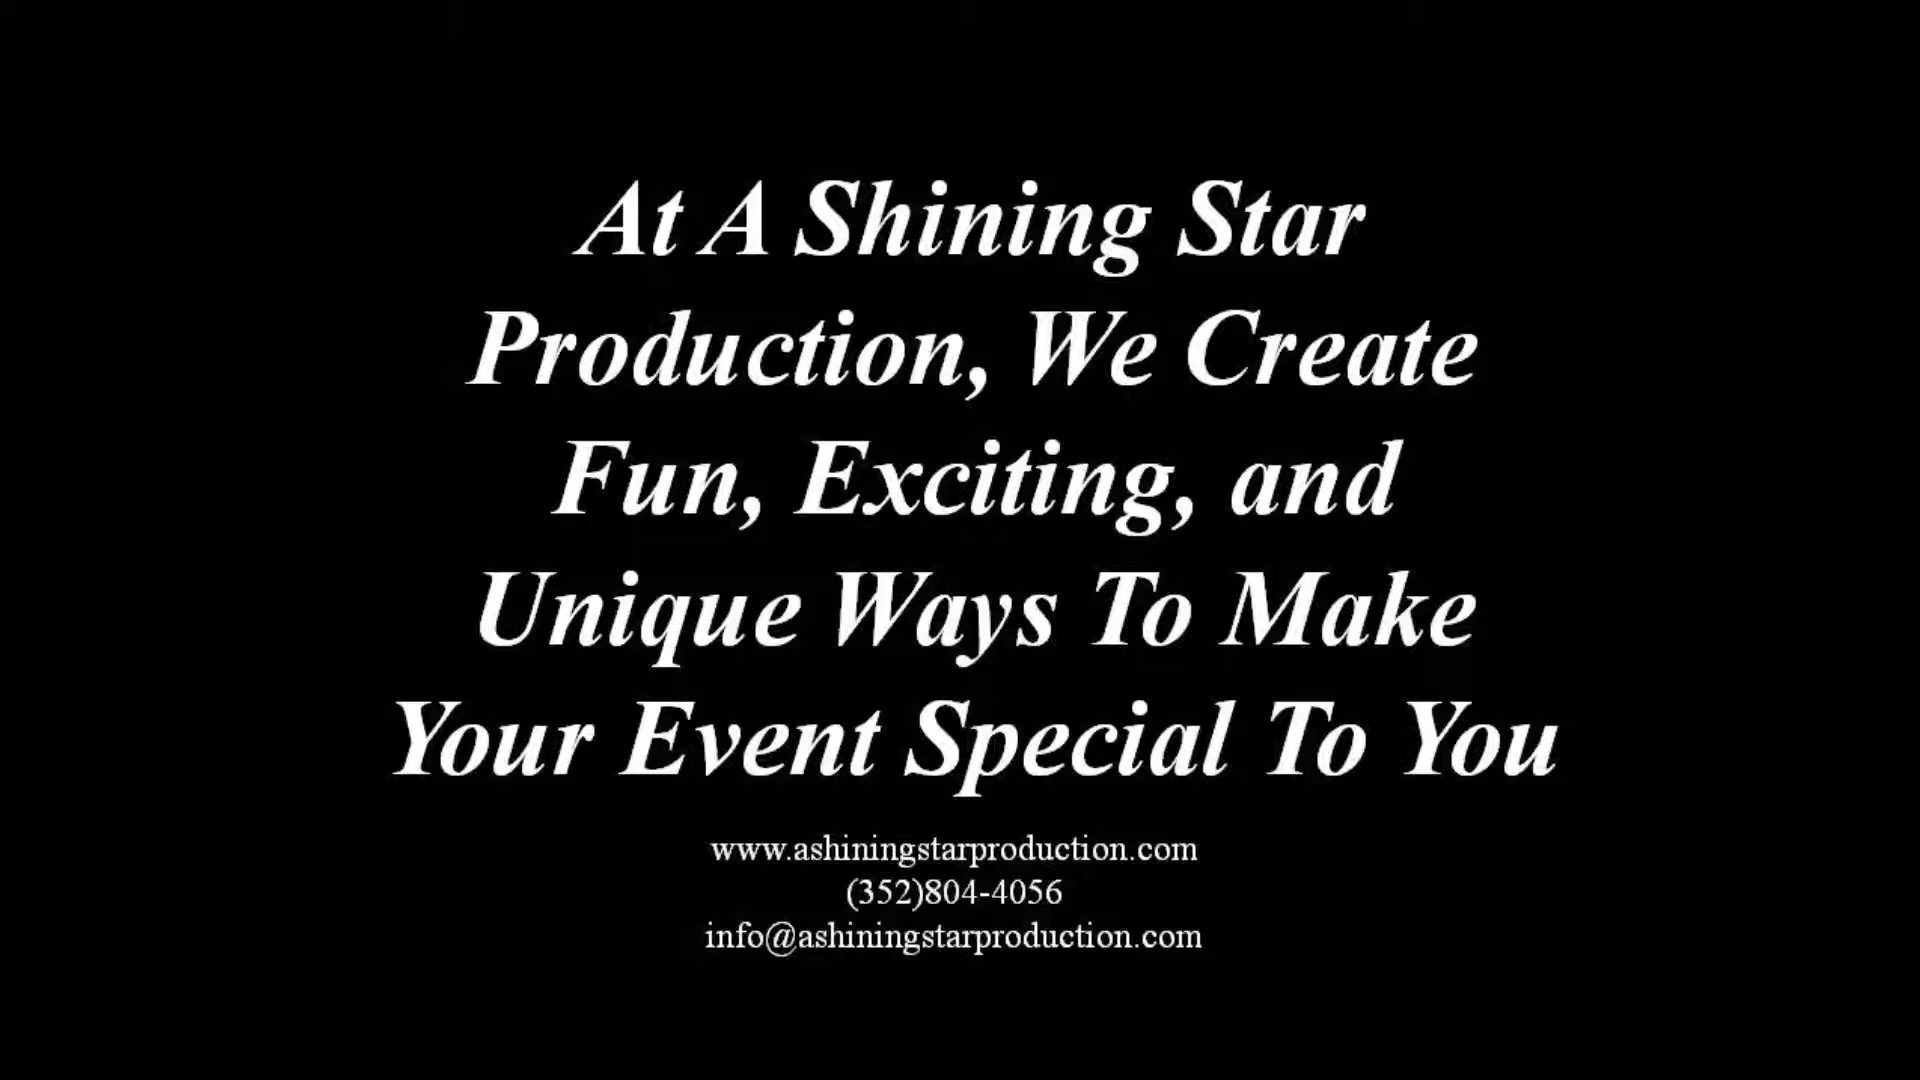 At A Shining Star
Production, We Create
Fun, Exciting, and
Unique Ways To Make
Your Event Special To You
www.ashiningstarproduction.com
(352)804-4056
info@ashiningstarproduction.com